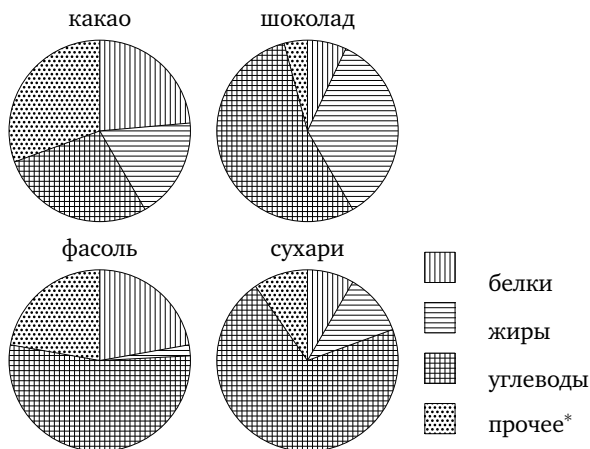 какао
шоколад
фасоль
сухари
белки
жиры
углеводы
прочее*